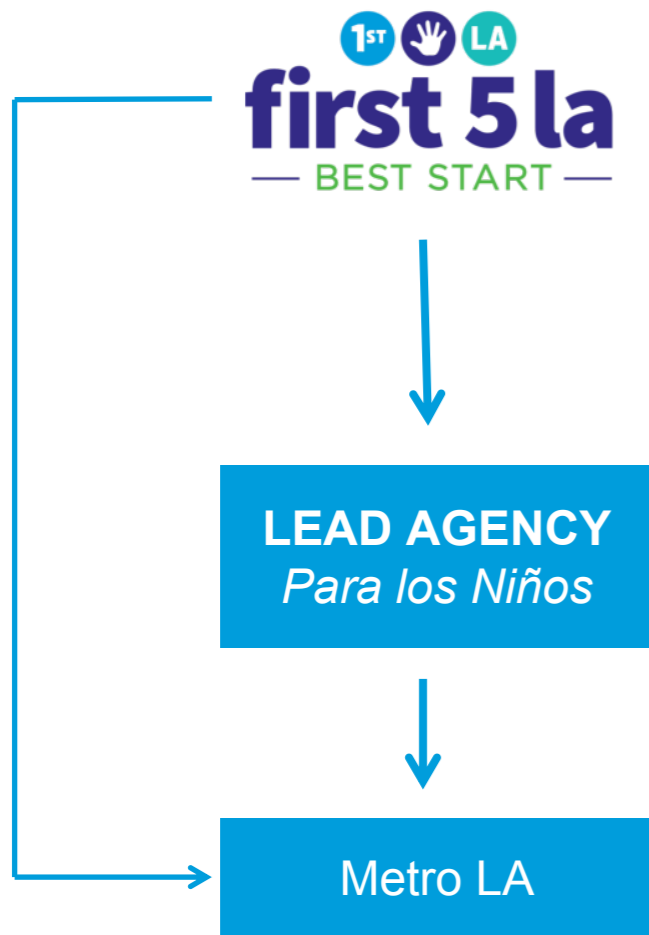 1ST LA
first 5 la
BEST START
LEAD AGENCY
Para los Niños
Metro LA